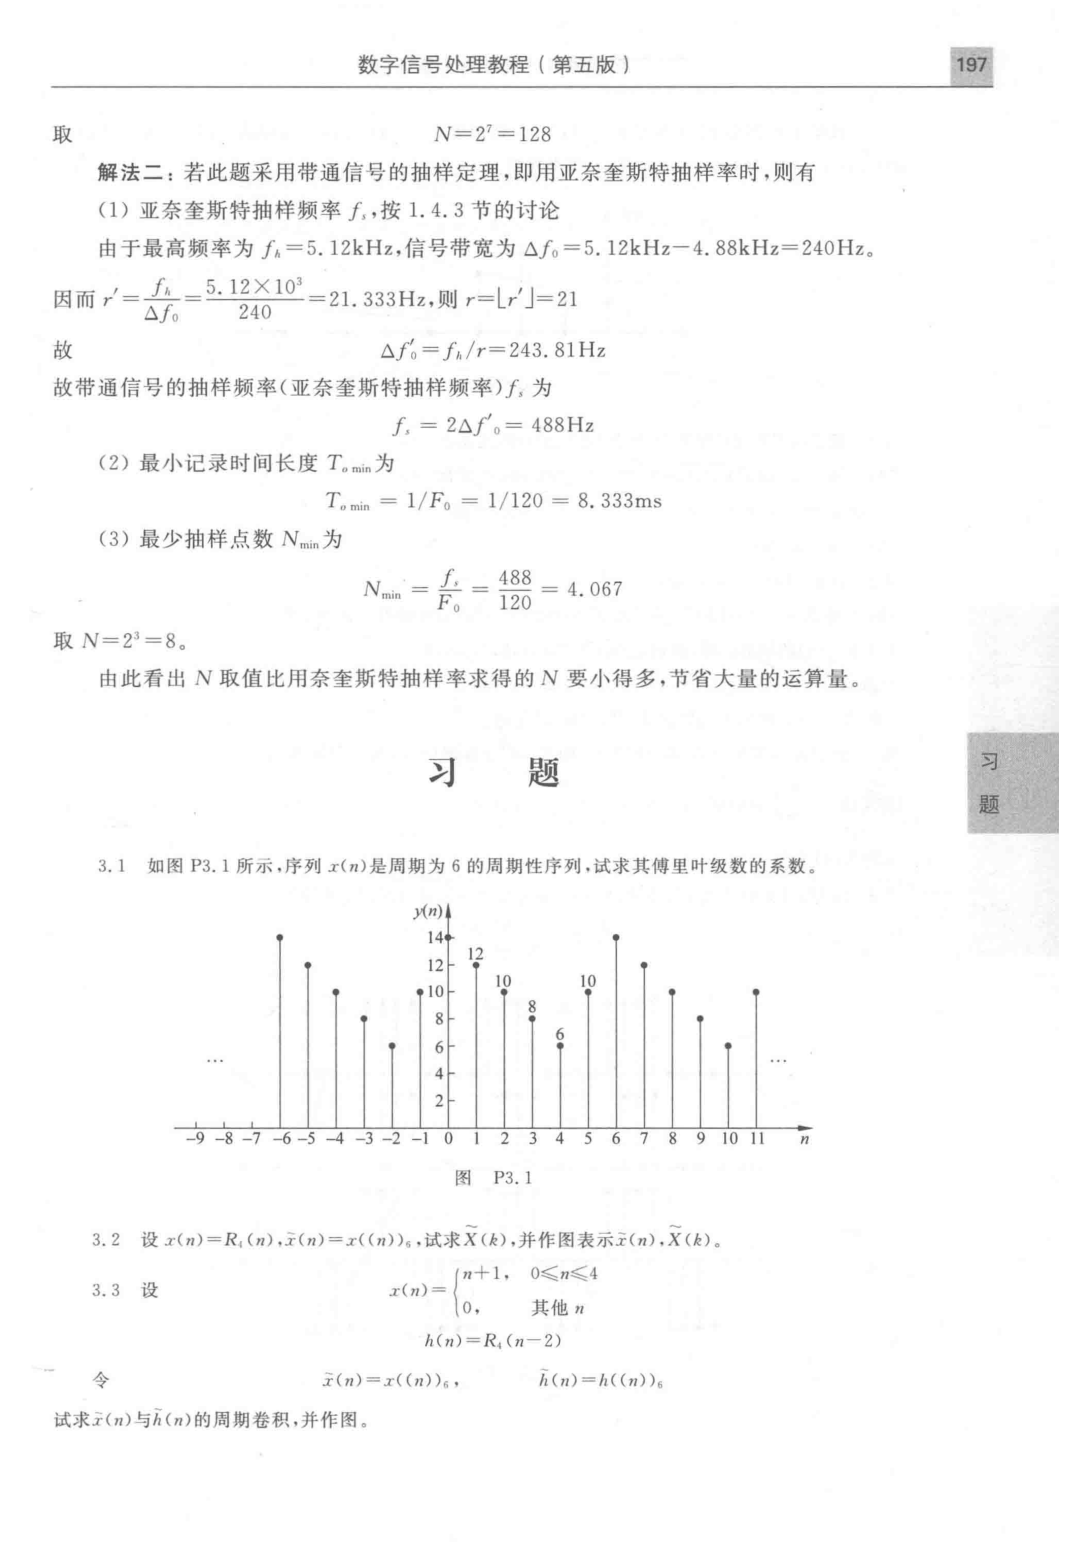 数字信号处理教程（第五版）
197
取 N=2⁷=128
解法二：若此题采用带通信号的抽样定理,即用亚奈奎斯特抽样率时,则有
(1) 亚奈奎斯特抽样频率 fₛ,按 1.4.3 节的讨论
由于最高频率为 fₕ=5.12kHz,信号带宽为 Δf₀=5.12kHz−4.88kHz=240Hz。
因而 r′=fₕ/Δf₀=5.12×10³/240=21.333Hz,则 r=⌊r′⌋=21
故 Δf′₀=fₕ/r=243.81Hz
故带通信号的抽样频率(亚奈奎斯特抽样频率)fₛ 为
fₛ = 2Δf′₀ = 488Hz
(2) 最小记录时间长度 T₀ min为
T₀ min = 1/F₀ = 1/120 = 8.333ms
(3) 最少抽样点数 Nmin为
Nmin = fₛ/F₀ = 488/120 = 4.067
取 N=2³=8。
由此看出 N 取值比用奈奎斯特抽样率求得的 N 要小得多,节省大量的运算量。
习 题
习
题
3.1 如图 P3.1 所示,序列 x(n)是周期为 6 的周期性序列,试求其傅里叶级数的系数。
y(n)
14
12 12
10 10 10
8 8
6 6
4
2
… …
−9 −8 −7 −6 −5 −4 −3 −2 −1 0 1 2 3 4 5 6 7 8 9 10 11 n
图 P3.1
3.2 设 x(n)=R₄(n),x̃(n)=x((n))₆,试求X̃(k),并作图表示x̃(n),X̃(k)。
3.3 设 x(n)={n+1, 0≤n≤4
0, 其他 n
h(n)=R₄(n−2)
令 x̃(n)=x((n))₆, h̃(n)=h((n))₆
试求x̃(n)与h̃(n)的周期卷积,并作图。